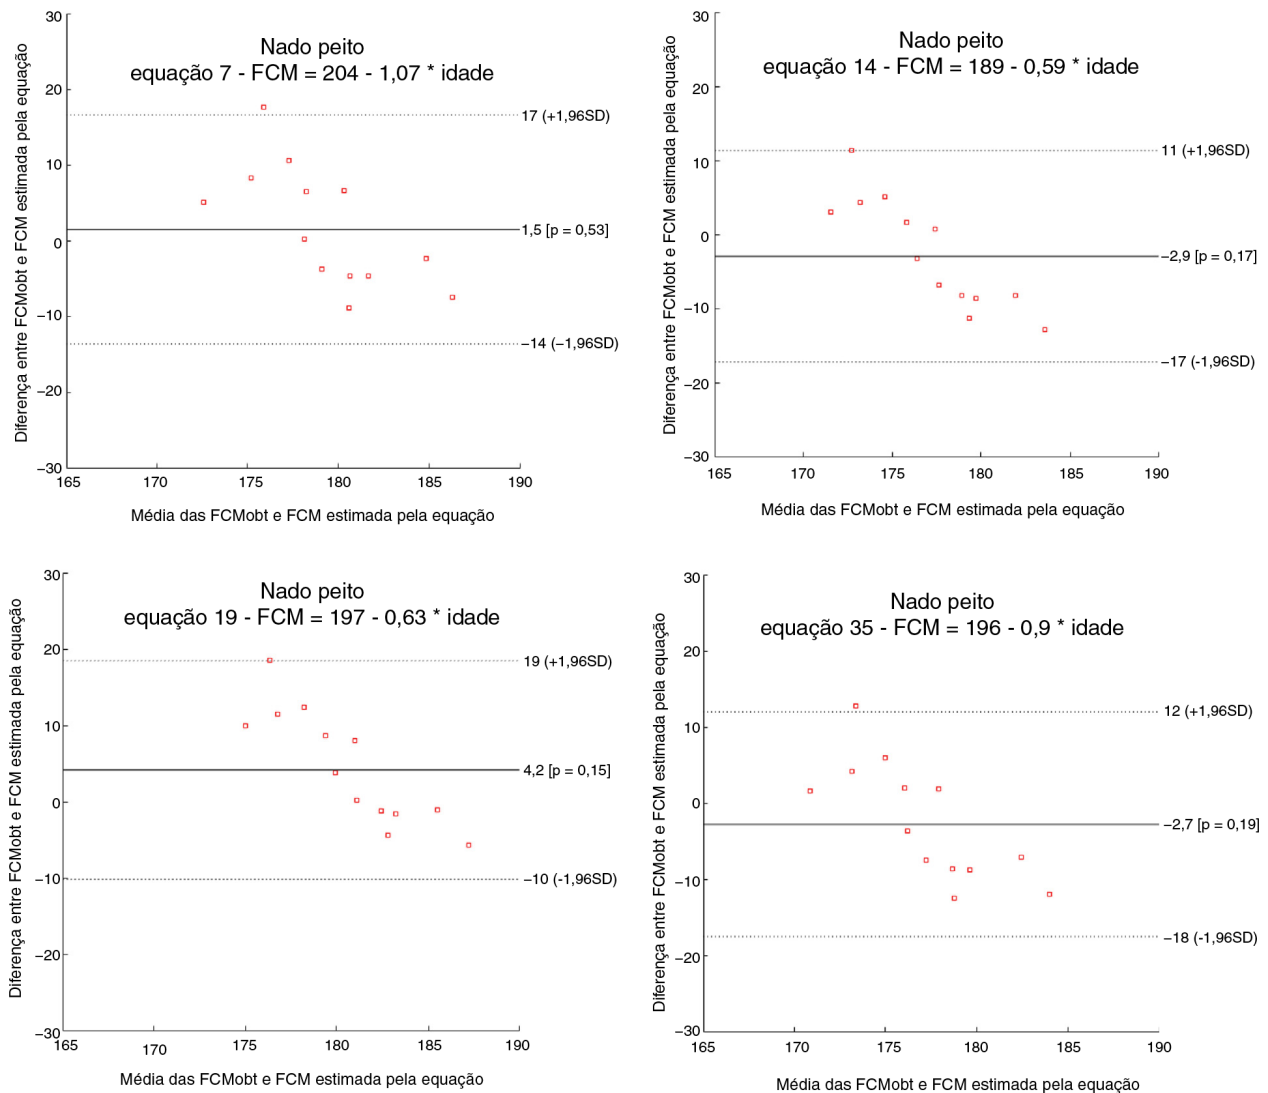 Nado peito
equação 7 - FCM = 204 - 1,07 * idade
Diferença entre FCMobt e FCM estimada pela equação
30
20
10
0
−10
−20
−30
17 (+1,96SD)
1,5 [p = 0,53]
−14 (−1,96SD)
165 170 175 180 185 190
Média das FCMobt e FCM estimada pela equação
Nado peito
equação 14 - FCM = 189 - 0,59 * idade
Diferença entre FCMobt e FCM estimada pela equação
30
20
10
0
−10
−20
−30
11 (+1,96SD)
−2,9 [p = 0,17]
−17 (-1,96SD)
165 170 175 180 185 190
Média das FCMobt e FCM estimada pela equação
Nado peito
equação 19 - FCM = 197 - 0,63 * idade
Diferença entre FCMobt e FCM estimada pela equação
30
20
10
0
−10
−20
−30
19 (+1,96SD)
4,2 [p = 0,15]
−10 (-1,96SD)
165 170 175 180 185 190
Média das FCMobt e FCM estimada pela equação
Nado peito
equação 35 - FCM = 196 - 0,9 * idade
Diferença entre FCMobt e FCM estimada pela equação
30
20
10
0
−10
−20
−30
12 (+1,96SD)
−2,7 [p = 0,19]
−18 (-1,96SD)
165 170 175 180 185 190
Média das FCMobt e FCM estimada pela equação